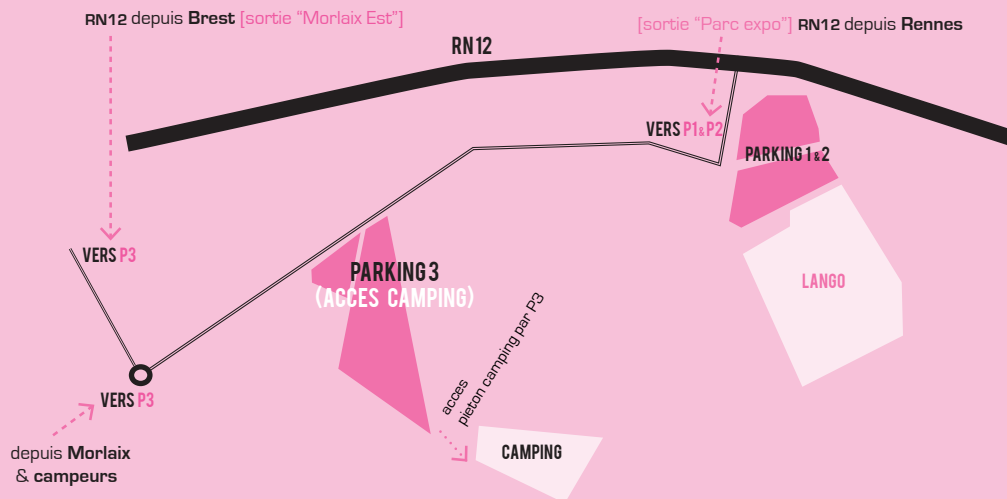 RN12 depuis Brest [sortie “Morlaix Est”]
[sortie “Parc expo”] RN12 depuis Rennes
RN12
VERS P1&P2
PARKING 1&2
VERS P3
PARKING 3
(ACCES CAMPING)
LANGO
acces
pieton camping par P3
VERS P3
depuis Morlaix
& campeurs
CAMPING